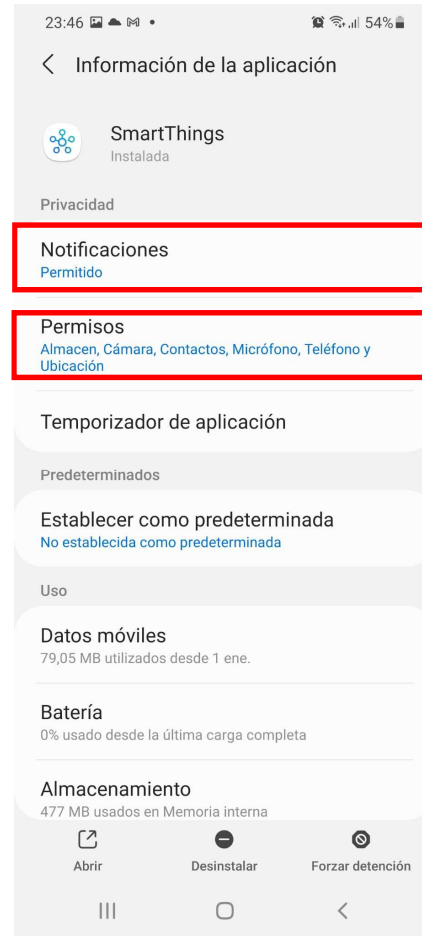 23:46 54%
Información de la aplicación
SmartThings
Instalada
Privacidad
Notificaciones
Permitido
Permisos
Almacen, Cámara, Contactos, Micrófono, Teléfono y
Ubicación
Temporizador de aplicación
Predeterminados
Establecer como predeterminada
No establecida como predeterminada
Uso
Datos móviles
79,05 MB utilizados desde 1 ene.
Batería
0% usado desde la última carga completa
Almacenamiento
477 MB usados en Memoria interna
Abrir Desinstalar Forzar detención